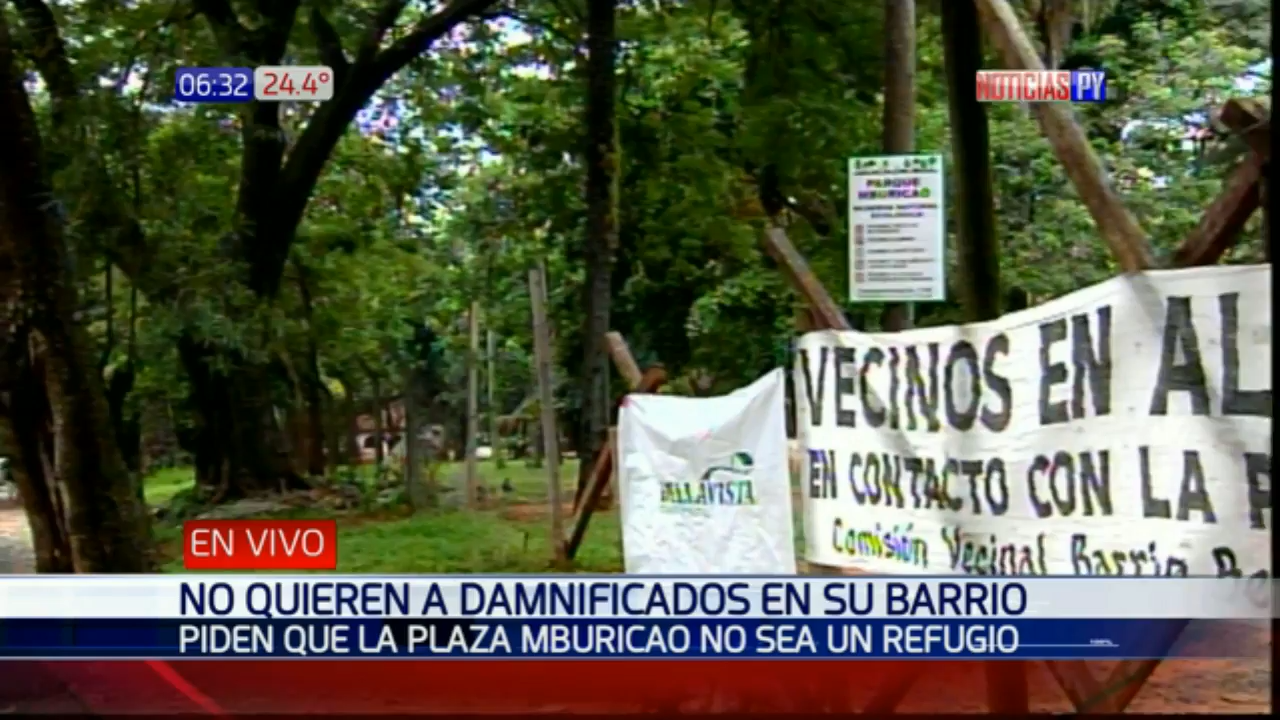 06:32 24.4°
NOTICIAS PY
PARQUE
MBURICAO
VECINOS EN AL
EN CONTACTO CON LA P
Comisión Vecinal Barrio
EN VIVO
NO QUIEREN A DAMNIFICADOS EN SU BARRIO
PIDEN QUE LA PLAZA MBURICAO NO SEA UN REFUGIO